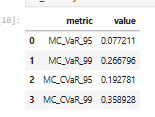 [10]:
metric value
0 MC_VaR_95 0.077211
1 MC_VaR_99 0.266796
2 MC_CVaR_95 0.192781
3 MC_CVaR_99 0.358928